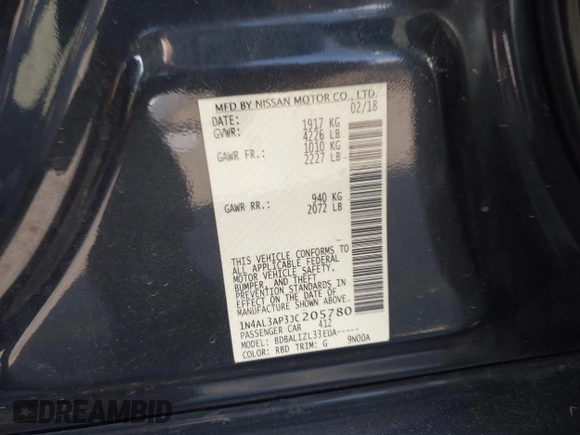 MFD BY NISSAN MOTOR CO., LTD.
DATE: 02/18
GVWR: 1917 KG
4226 LB
GAWR FR.: 1010 KG
2227 LB
GAWR RR.: 940 KG
2072 LB
THIS VEHICLE CONFORMS TO
ALL APPLICABLE FEDERAL
MOTOR VEHICLE SAFETY,
BUMPER, AND THEFT
PREVENTION STANDARDS IN
EFFECT ON THE DATE OF
MANUFACTURE SHOWN ABOVE.
1N4AL3AP3JC205780
PASSENGER CAR 412
MODEL: BDBALIZL33EUA-----
COLOR: RBD TRIM: G 9N00A
DREAMBID